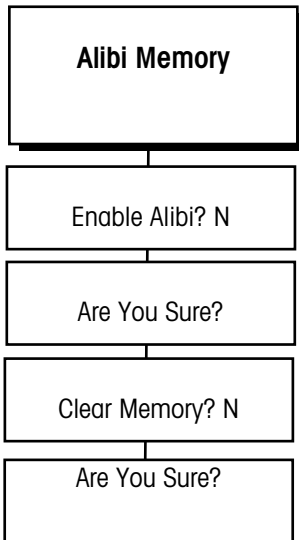 Alibi Memory
Enable Alibi? N
Are You Sure?
Clear Memory? N
Are You Sure?